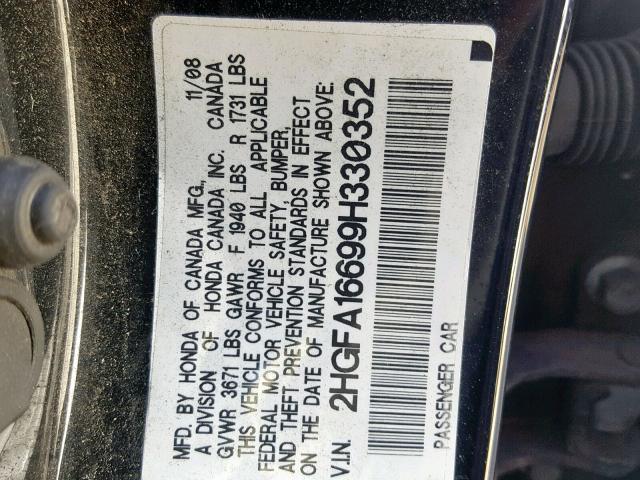 MFD. BY HONDA OF CANADA MFG., 11/08
A DIVISION OF HONDA CANADA INC. CANADA
GVWR 3671 LBS GAWR F 1940 LBS R 1731 LBS
THIS VEHICLE CONFORMS TO ALL APPLICABLE
FEDERAL MOTOR VEHICLE SAFETY, BUMPER,
AND THEFT PREVENTION STANDARDS IN EFFECT
ON THE DATE OF MANUFACTURE SHOWN ABOVE:
V.I.N. 2HGFA16699H330352
PASSENGER CAR